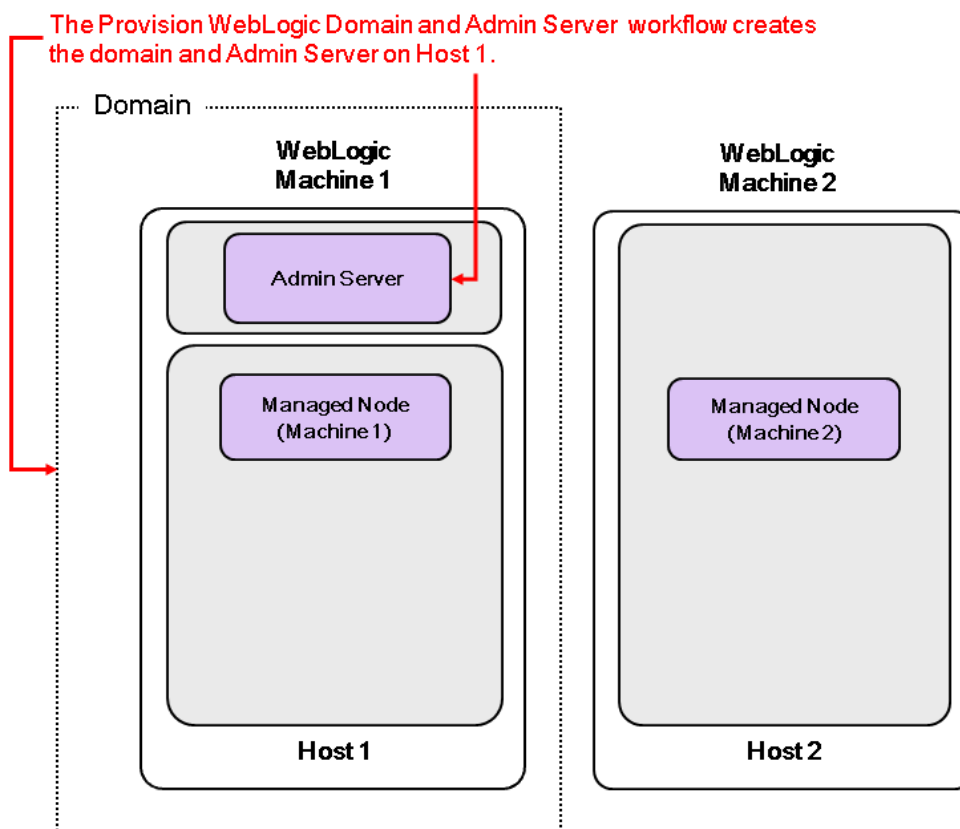 The Provision WebLogic Domain and Admin Server workflow creates
the domain and Admin Server on Host 1.
Domain
WebLogic
Machine 1
WebLogic
Machine 2
Admin Server
Managed Node
(Machine 1)
Managed Node
(Machine 2)
Host 1
Host 2